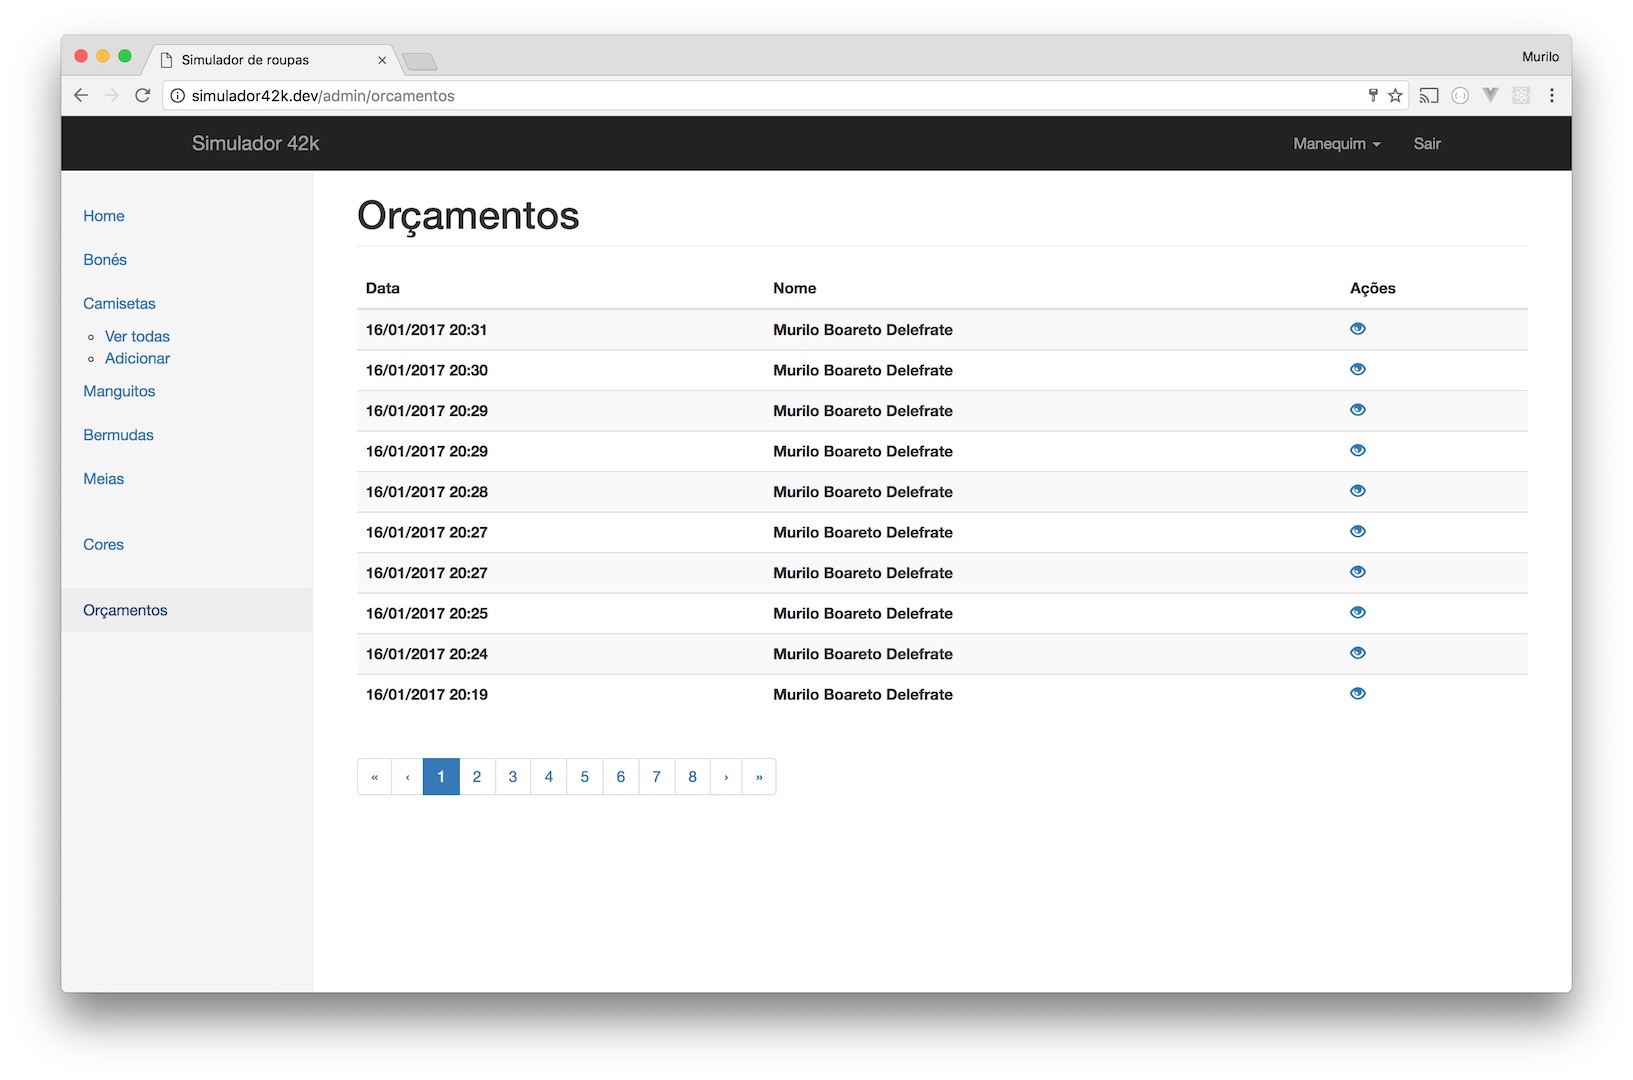 Simulador de roupas
Murilo
simulador42k.dev/admin/orcamentos
Simulador 42k
Manequim
Sair
Home
Bonés
Camisetas
Ver todas
Adicionar
Manguitos
Bermudas
Meias
Cores
Orçamentos
Orçamentos
Data Nome Ações
16/01/2017 20:31 Murilo Boareto Delefrate
16/01/2017 20:30 Murilo Boareto Delefrate
16/01/2017 20:29 Murilo Boareto Delefrate
16/01/2017 20:29 Murilo Boareto Delefrate
16/01/2017 20:28 Murilo Boareto Delefrate
16/01/2017 20:27 Murilo Boareto Delefrate
16/01/2017 20:27 Murilo Boareto Delefrate
16/01/2017 20:25 Murilo Boareto Delefrate
16/01/2017 20:24 Murilo Boareto Delefrate
16/01/2017 20:19 Murilo Boareto Delefrate
« ‹ 1 2 3 4 5 6 7 8 › »